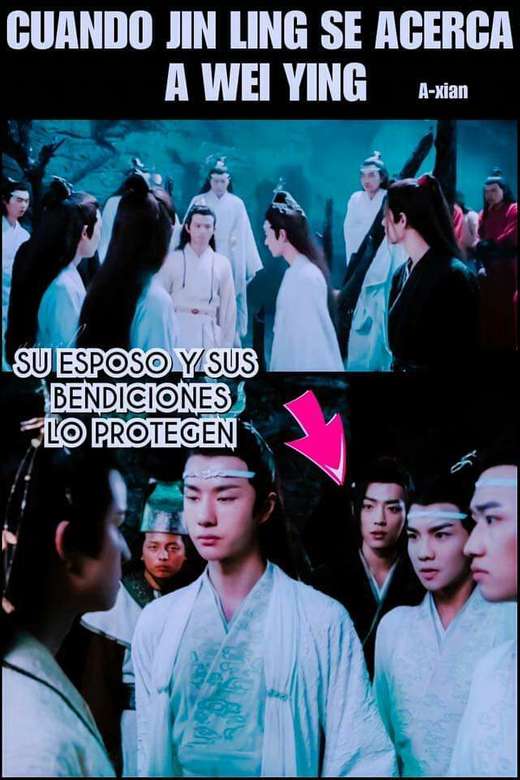 CUANDO JIN LING SE ACERCA
A WEI YING
A-xian
SU ESPOSO Y SUS
BENDICIONES
LO PROTEGEN